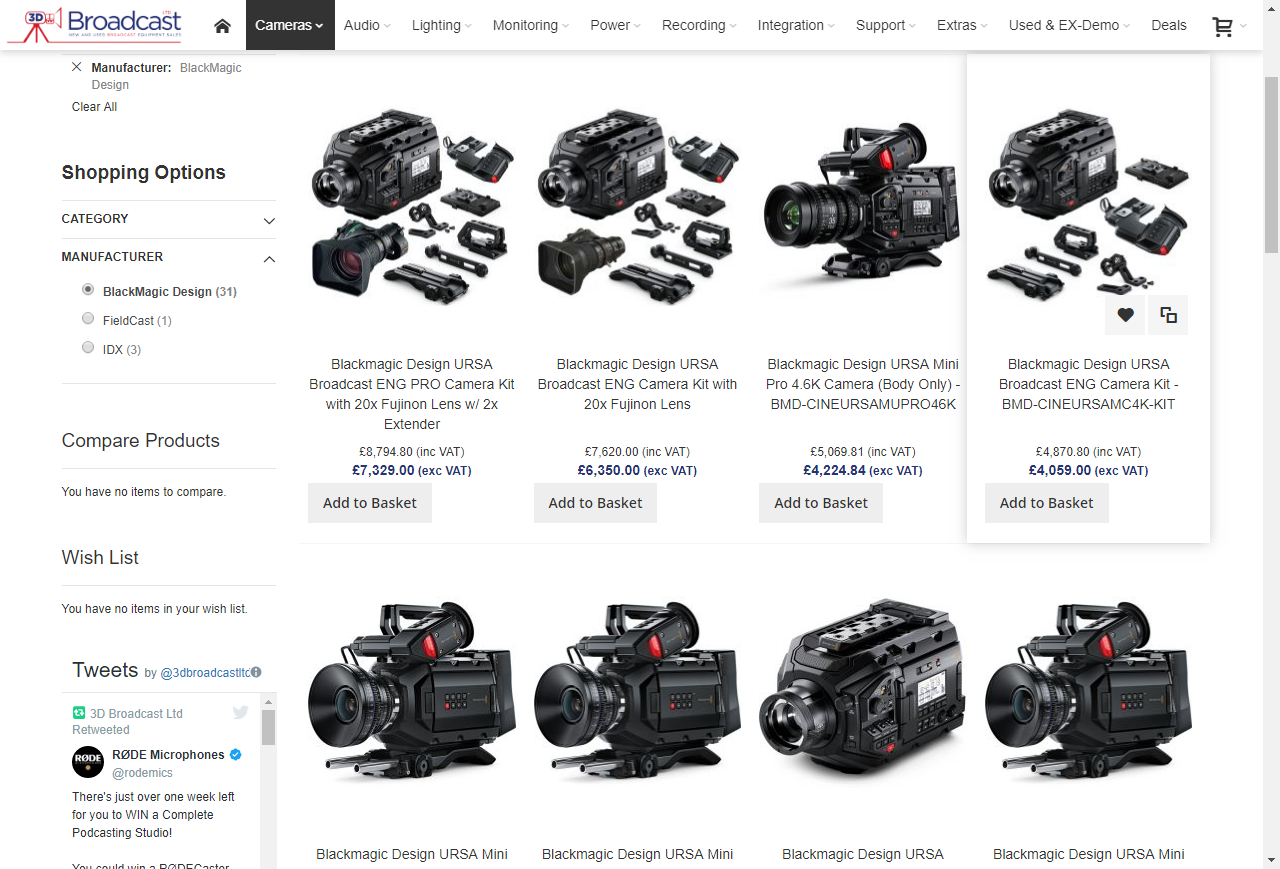 3D Broadcast LTD
NEW AND USED BROADCAST EQUIPMENT SALES
Cameras
Audio
Lighting
Monitoring
Power
Recording
Integration
Support
Extras
Used & EX-Demo
Deals
Manufacturer: BlackMagic
Design
Clear All
Shopping Options
CATEGORY
MANUFACTURER
BlackMagic Design (31)
FieldCast (1)
IDX (3)
Compare Products
You have no items to compare.
Wish List
You have no items in your wish list.
Tweets by @3dbroadcastltd
3D Broadcast Ltd
Retweeted
RØDE
RØDE Microphones
@rodemics
There's just over one week left
for you to WIN a Complete
Podcasting Studio!
You could win a RØDECaster
Blackmagic Design URSA
Broadcast ENG PRO Camera Kit
with 20x Fujinon Lens w/ 2x
Extender
£8,794.80 (inc VAT)
£7,329.00 (exc VAT)
Add to Basket
Blackmagic Design URSA
Broadcast ENG Camera Kit with
20x Fujinon Lens
£7,620.00 (inc VAT)
£6,350.00 (exc VAT)
Add to Basket
Blackmagic Design URSA Mini
Pro 4.6K Camera (Body Only) -
BMD-CINEURSAMUPRO46K
£5,069.81 (inc VAT)
£4,224.84 (exc VAT)
Add to Basket
Blackmagic Design URSA
Broadcast ENG Camera Kit -
BMD-CINEURSAMC4K-KIT
£4,870.80 (inc VAT)
£4,059.00 (exc VAT)
Add to Basket
Blackmagic Design URSA Mini
Blackmagic Design URSA Mini
Blackmagic Design URSA
Blackmagic Design URSA Mini